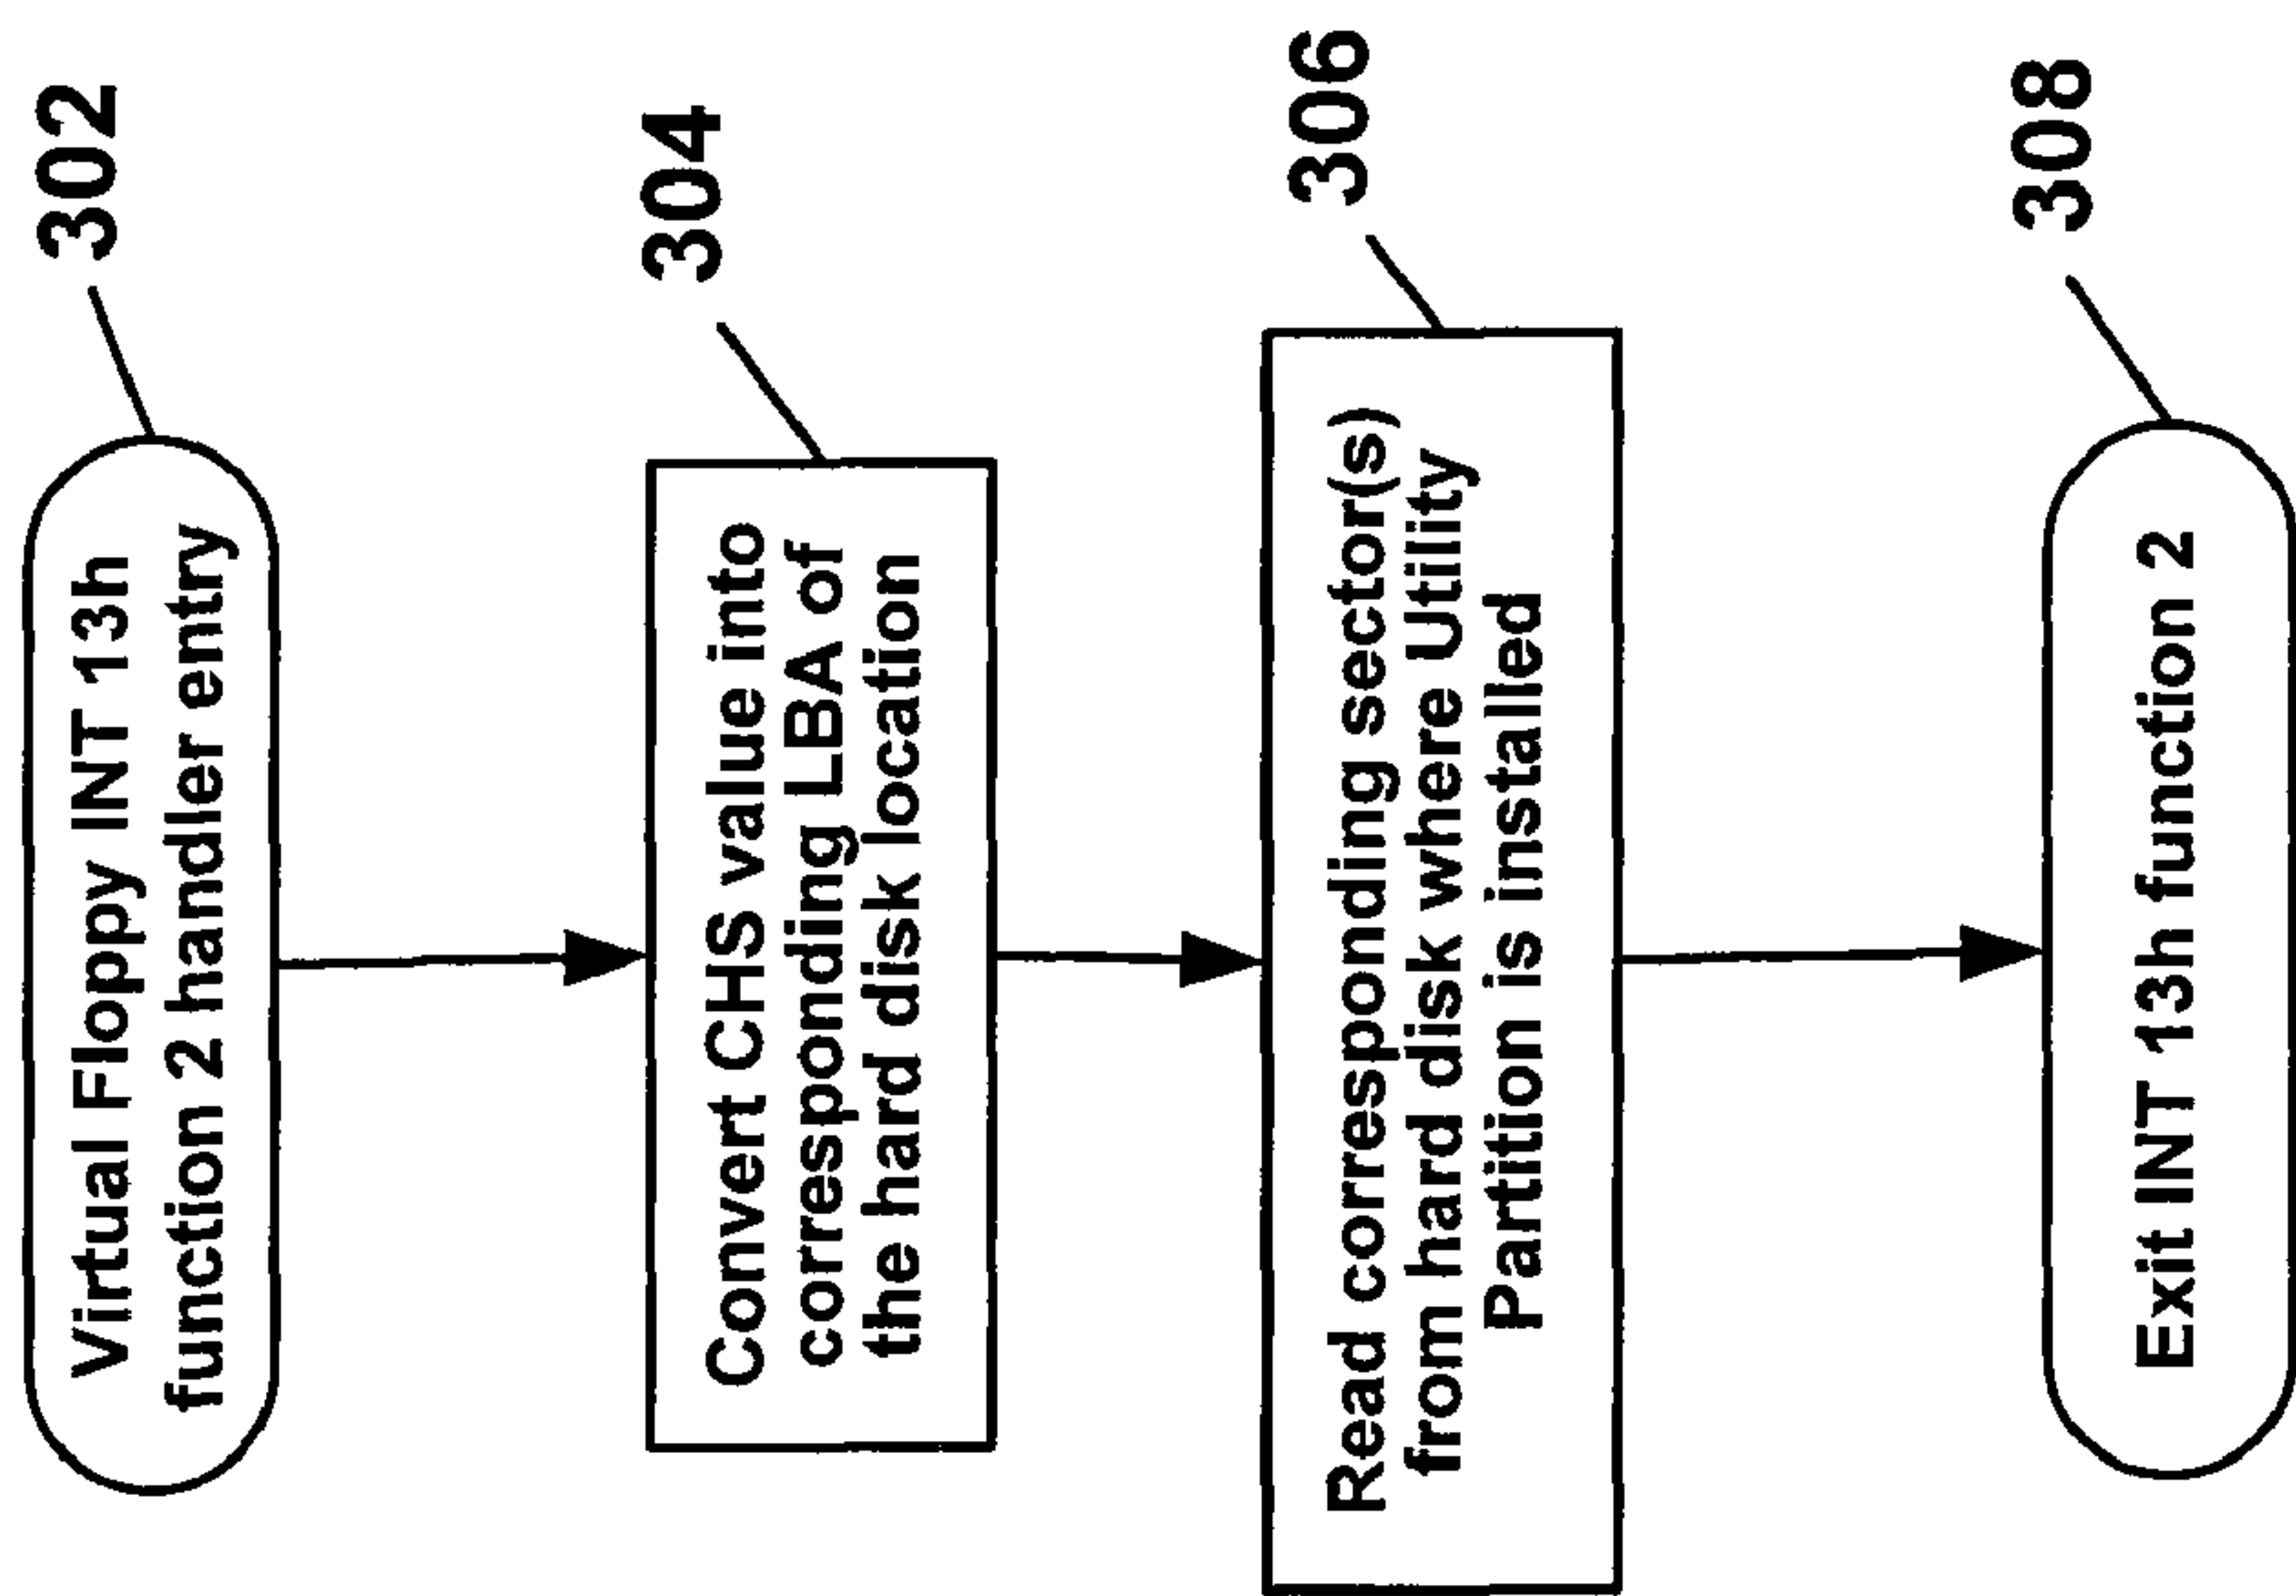 302
Virtual Floppy INT 13h
function 2 handler entry
304
Convert CHS value into
corresponding LBA of
the hard disk location
306
Read corresponding sector(s)
from hard disk where Utility
Partition is installed
308
Exit INT 13h function 2